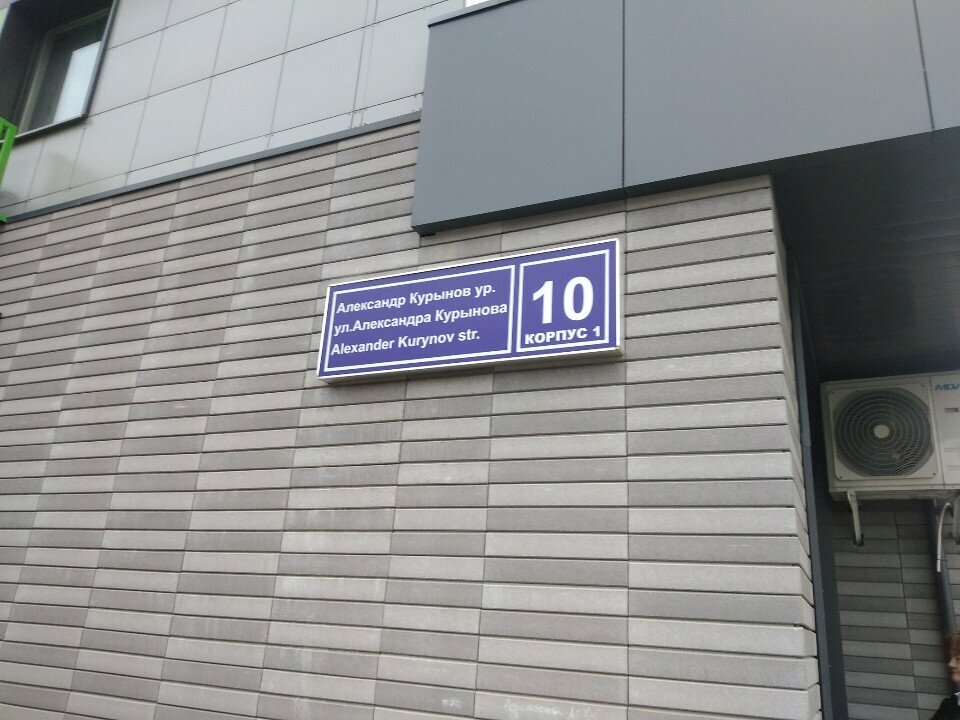 Александр Курынов ур.
ул.Александра Курынова
Alexander Kurynov str.
10
КОРПУС 1